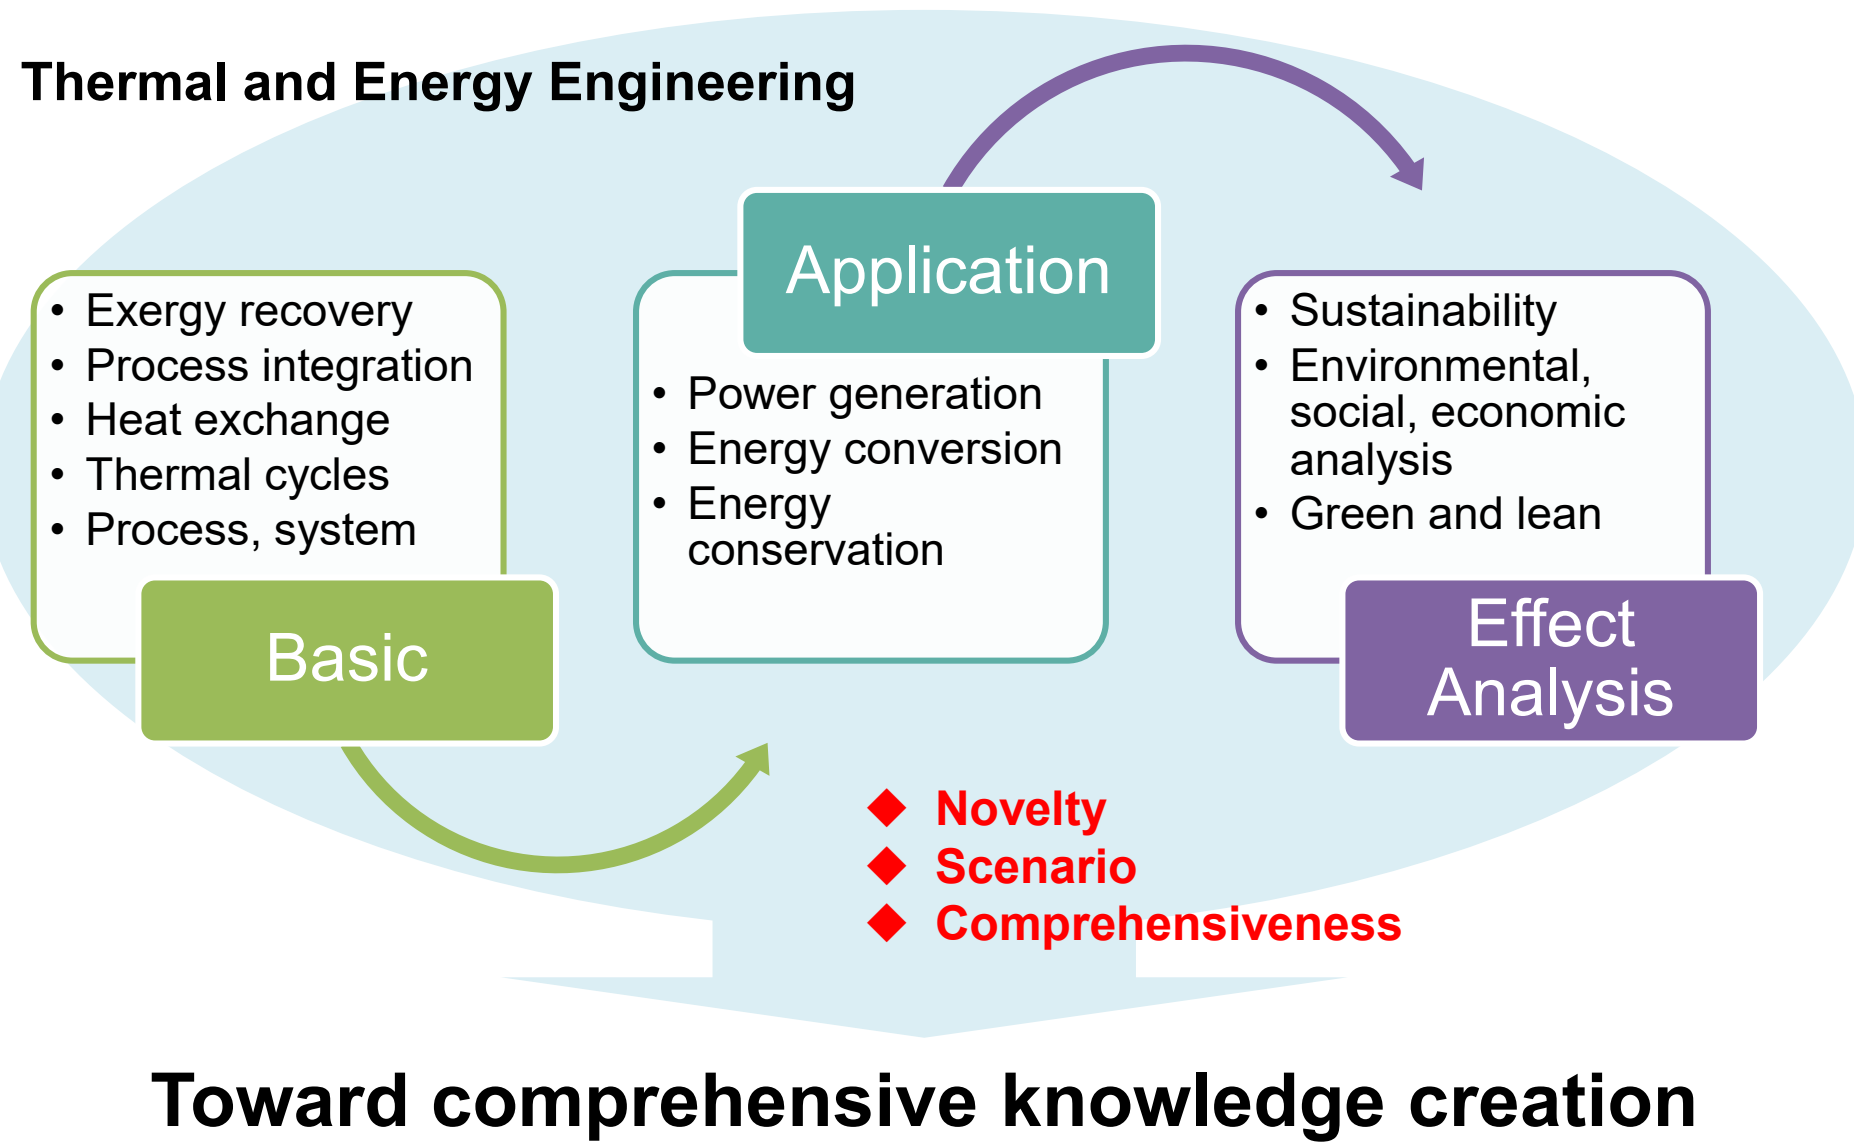 Thermal and Energy Engineering
• Exergy recovery
• Process integration
• Heat exchange
• Thermal cycles
• Process, system
Basic
Application
• Power generation
• Energy conversion
• Energy
conservation
• Sustainability
• Environmental,
social, economic
analysis
• Green and lean
Effect
Analysis
◆ Novelty
◆ Scenario
◆ Comprehensiveness
Toward comprehensive knowledge creation